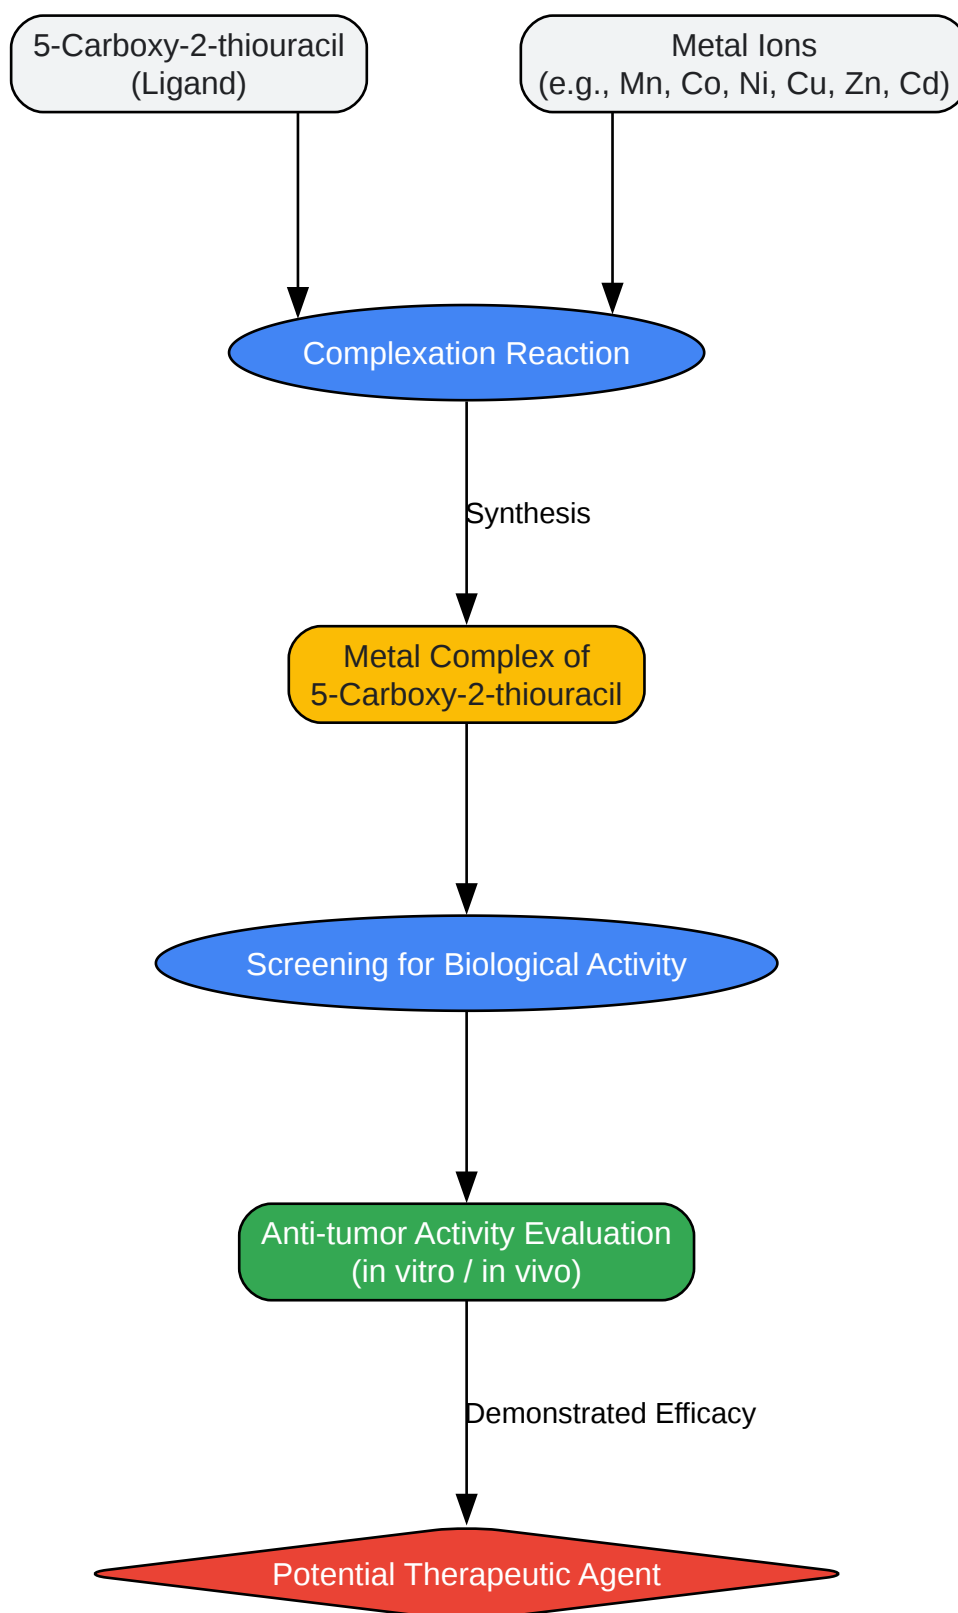 5-Carboxy-2-thiouracil
(Ligand)
Metal Ions
(e.g., Mn, Co, Ni, Cu, Zn, Cd)
Complexation Reaction
Synthesis
Metal Complex of
5-Carboxy-2-thiouracil
Screening for Biological Activity
Anti-tumor Activity Evaluation
(in vitro / in vivo)
Demonstrated Efficacy
Potential Therapeutic Agent